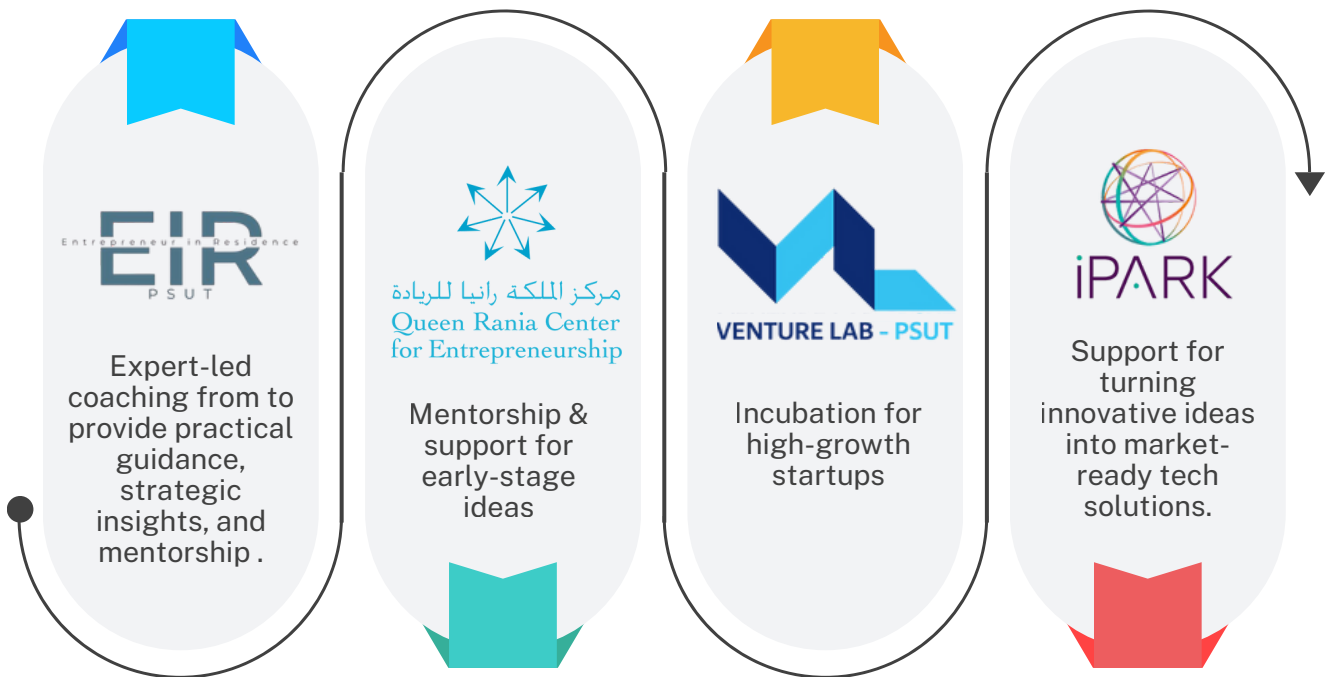 EIR
Entrepreneur in Residence
PSUT
Expert-led
coaching from to
provide practical
guidance,
strategic
insights, and
mentorship .
مركز الملكة رانيا للريادة
Queen Rania Center
for Entrepreneurship
Mentorship &
support for
early-stage
ideas
VENTURE LAB - PSUT
Incubation for
high-growth
startups
iPARK
Support for
turning
innovative ideas
into market-
ready tech
solutions.